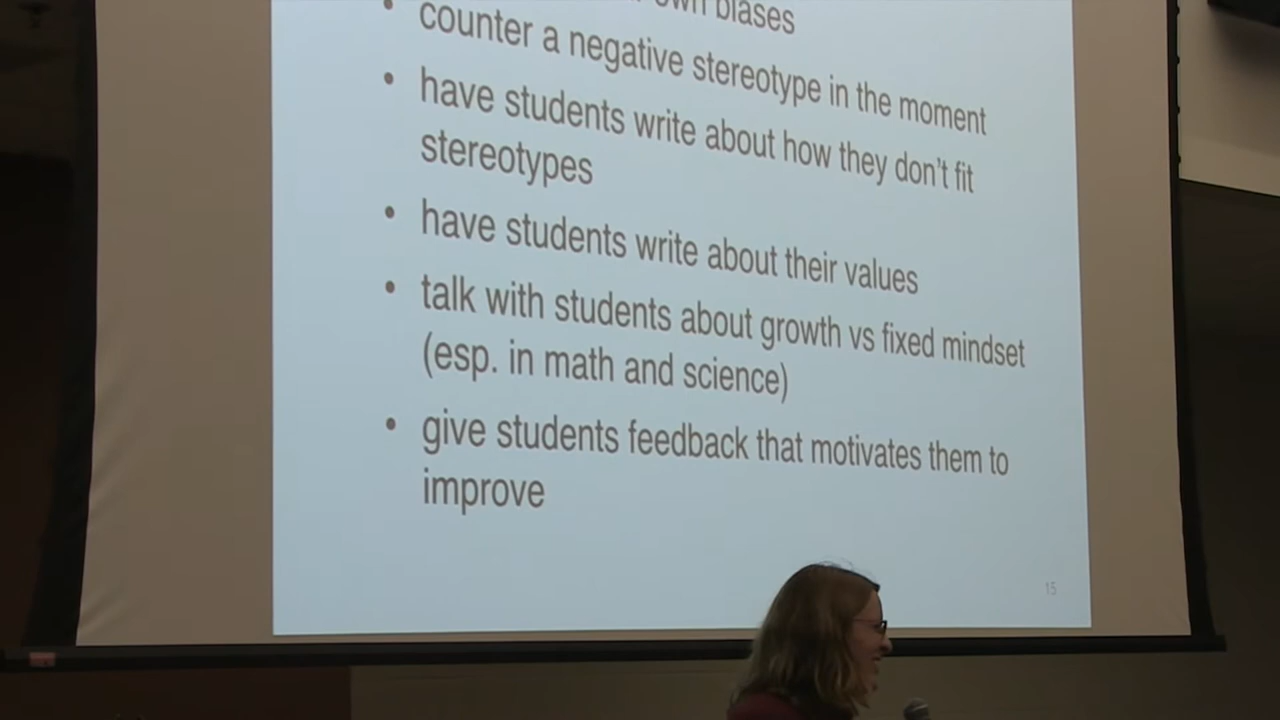 own biases
• counter a negative stereotype in the moment
• have students write about how they don't fit
stereotypes
• have students write about their values
• talk with students about growth vs fixed mindset
(esp. in math and science)
• give students feedback that motivates them to
improve
15